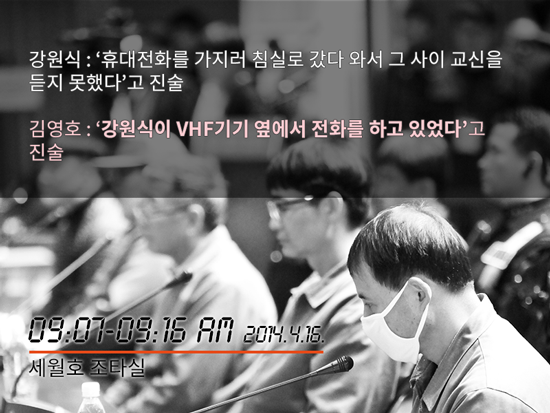 강원식 : ‘휴대전화를 가지러 침실로 갔다 와서 그 사이 교신을
듣지 못했다’고 진술
김영호 : ‘강원식이 VHF기기 옆에서 전화를 하고 있었다’고
진술
09:07-09:16 AM 2014.4.16.
세월호 조타실